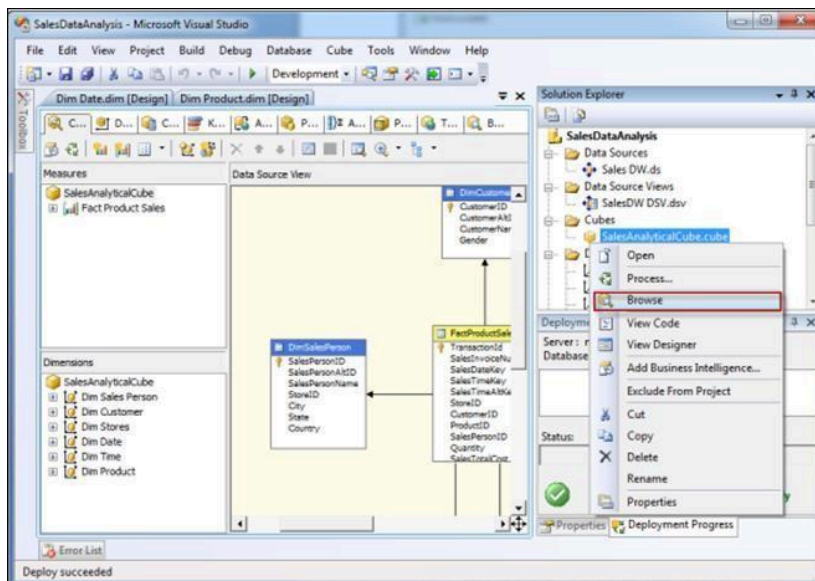 SalesDataAnalysis - Microsoft Visual Studio
File Edit View Project Build Debug Database Cube Tools Window Help
Development
Toolbox
Dim Date.dim [Design] Dim Product.dim [Design]
C... D... C... K... A... P... A... P... T... B...
Measures
SalesAnalyticalCube
Fact Product Sales
Dimensions
SalesAnalyticalCube
Dim Sales Person
Dim Customer
Dim Stores
Dim Date
Dim Time
Dim Product
Data Source View
DimCustome
CustomerID
CustomerAltI
CustomerNar
Gender
DimSalesPerson
SalesPersonID
SalesPersonAltID
SalesPersonName
StoreID
City
State
Country
FactProductSale
TransactionId
SalesInvoiceNu
SalesDateKey
SalesTimeKey
SalesTimeAltKe
StoreID
CustomerID
ProductID
SalesPersonID
Quantity
SalesTotalCost
Solution Explorer
SalesDataAnalysis
Data Sources
Sales DW.ds
Data Source Views
SalesDW DSV.dsv
Cubes
SalesAnalyticalCube.cube
D
Open
Process...
Browse
View Code
View Designer
Add Business Intelligence...
Exclude From Project
Cut
Copy
Delete
Rename
Properties
Deployme
Server: r
Database
Status:
y
Properties Deployment Progress
Error List
Deploy succeeded